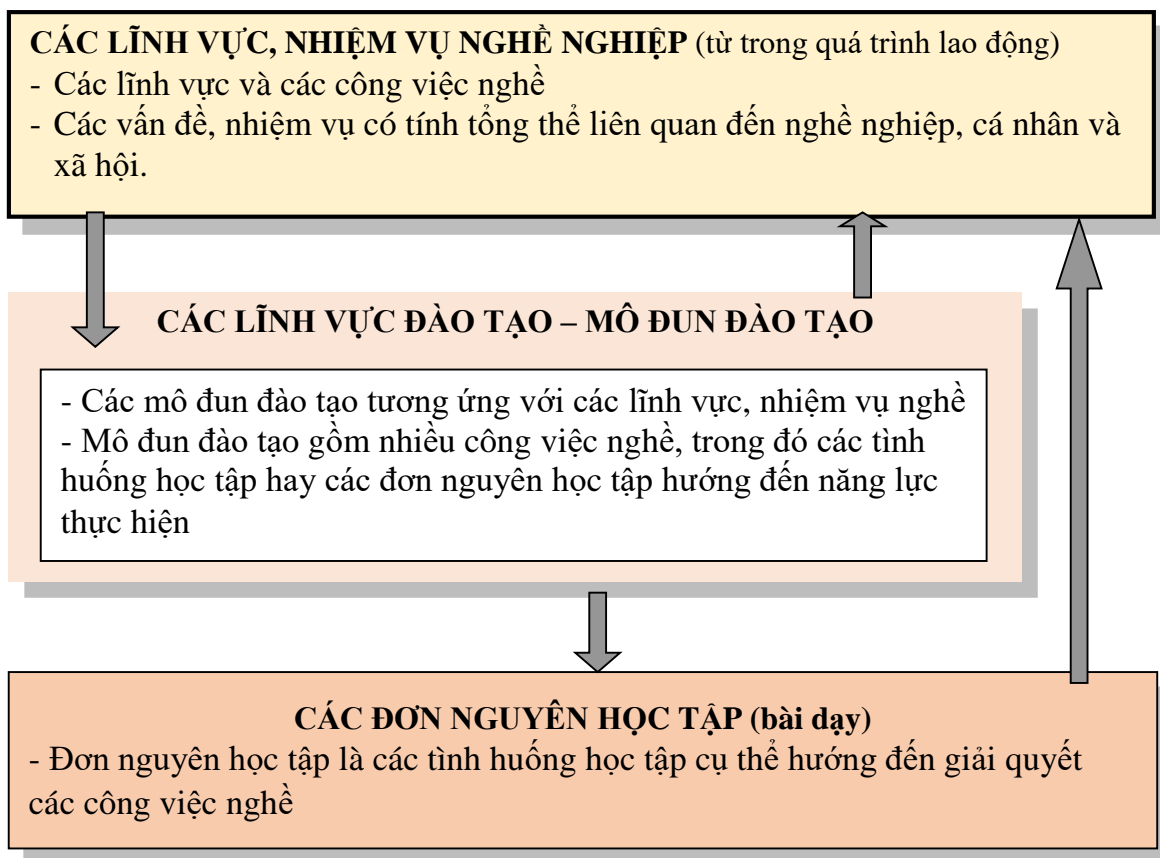 CÁC LĨNH VỰC, NHIỆM VỤ NGHỀ NGHIỆP (từ trong quá trình lao động)
- Các lĩnh vực và các công việc nghề
- Các vấn đề, nhiệm vụ có tính tổng thể liên quan đến nghề nghiệp, cá nhân và
xã hội.
CÁC LĨNH VỰC ĐÀO TẠO – MÔ ĐUN ĐÀO TẠO
- Các mô đun đào tạo tương ứng với các lĩnh vực, nhiệm vụ nghề
- Mô đun đào tạo gồm nhiều công việc nghề, trong đó các tình
huống học tập hay các đơn nguyên học tập hướng đến năng lực
thực hiện
CÁC ĐƠN NGUYÊN HỌC TẬP (bài dạy)
- Đơn nguyên học tập là các tình huống học tập cụ thể hướng đến giải quyết
các công việc nghề